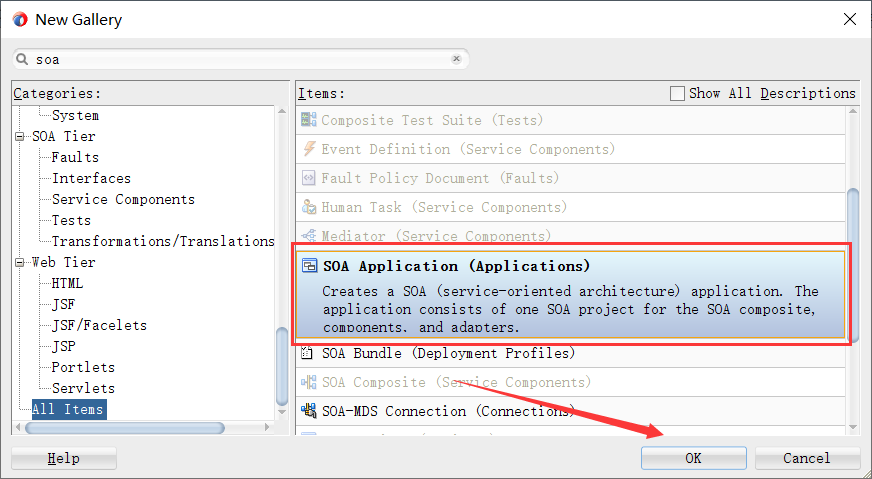 New Gallery
soa
Categories:
System
SOA Tier
Faults
Interfaces
Service Components
Tests
Transformations/Translations
Web Tier
HTML
JSF
JSF/Facelets
JSP
Portlets
Servlets
All Items
Items:
Show All Descriptions
Composite Test Suite (Tests)
Event Definition (Service Components)
Fault Policy Document (Faults)
Human Task (Service Components)
Mediator (Service Components)
SOA Application (Applications)
Creates a SOA (service-oriented architecture) application. The
application consists of one SOA project for the SOA composite,
components, and adapters.
SOA Bundle (Deployment Profiles)
SOA Composite (Service Components)
SOA-MDS Connection (Connections)
Help
OK
Cancel